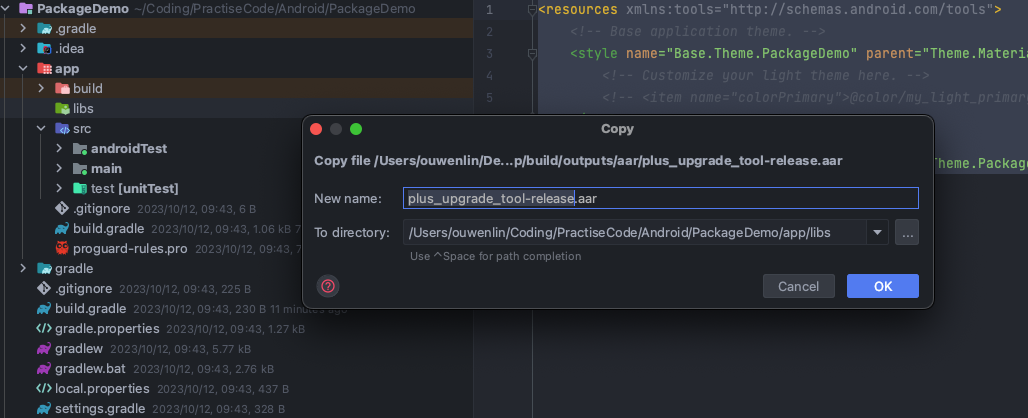 PackageDemo ~/Coding/PractiseCode/Android/PackageDemo
.gradle
.idea
app
build
libs
src
androidTest
main
test [unitTest]
.gitignore 2023/10/12, 09:43, 6 B
build.gradle 2023/10/12, 09:43, 1.06 kB 7
proguard-rules.pro 2023/10/12, 09:43, 7
gradle
.gitignore 2023/10/12, 09:43, 225 B
build.gradle 2023/10/12, 09:43, 230 B 11 minutes ago
gradle.properties 2023/10/12, 09:43, 1.27 kB
gradlew 2023/10/12, 09:43, 5.77 kB
gradlew.bat 2023/10/12, 09:43, 2.76 kB
local.properties 2023/10/12, 09:43, 437 B
settings.gradle 2023/10/12, 09:43, 328 B
1 <resources xmlns:tools="http://schemas.android.com/tools">
2 <!-- Base application theme. -->
3 <style name="Base.Theme.PackageDemo" parent="Theme.Mater
4 <!-- Customize your light theme here. -->
5 <!-- <item name="colorPrimary">@color/my_light_primar
Theme.Packag
Copy
Copy file /Users/ouwenlin/De...p/build/outputs/aar/plus_upgrade_tool-release.aar
New name: plus_upgrade_tool-release.aar
To directory: /Users/ouwenlin/Coding/PractiseCode/Android/PackageDemo/app/libs ...
Use ^Space for path completion
?
Cancel OK